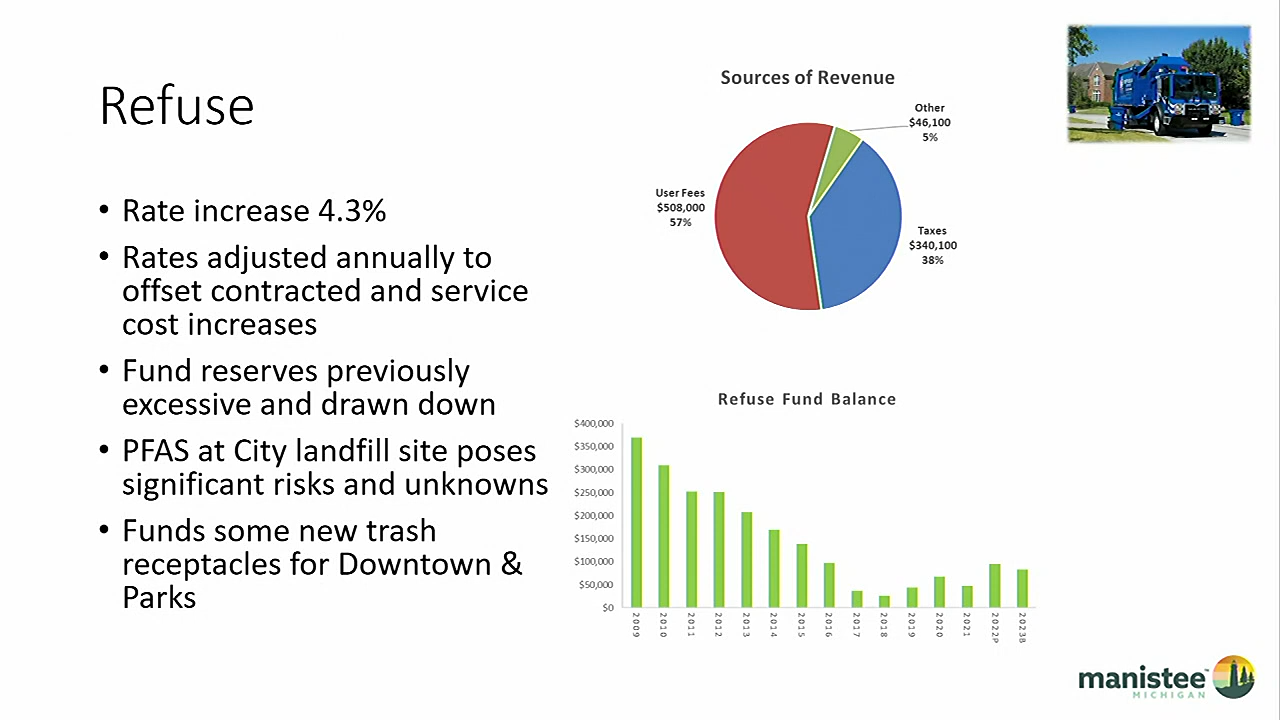 Refuse
• Rate increase 4.3%
• Rates adjusted annually to
offset contracted and service
cost increases
• Fund reserves previously
excessive and drawn down
• PFAS at City landfill site poses
significant risks and unknowns
• Funds some new trash
receptacles for Downtown &
Parks
Sources of Revenue
Other
$46,100
5%
User Fees
$508,000
57%
Taxes
$340,100
38%
Refuse Fund Balance
$400,000
$350,000
$300,000
$250,000
$200,000
$150,000
$100,000
$50,000
$0
2009
2010
2011
2012
2013
2014
2015
2016
2017
2018
2019
2020
2021
2022P
2023B
manistee™
MICHIGAN